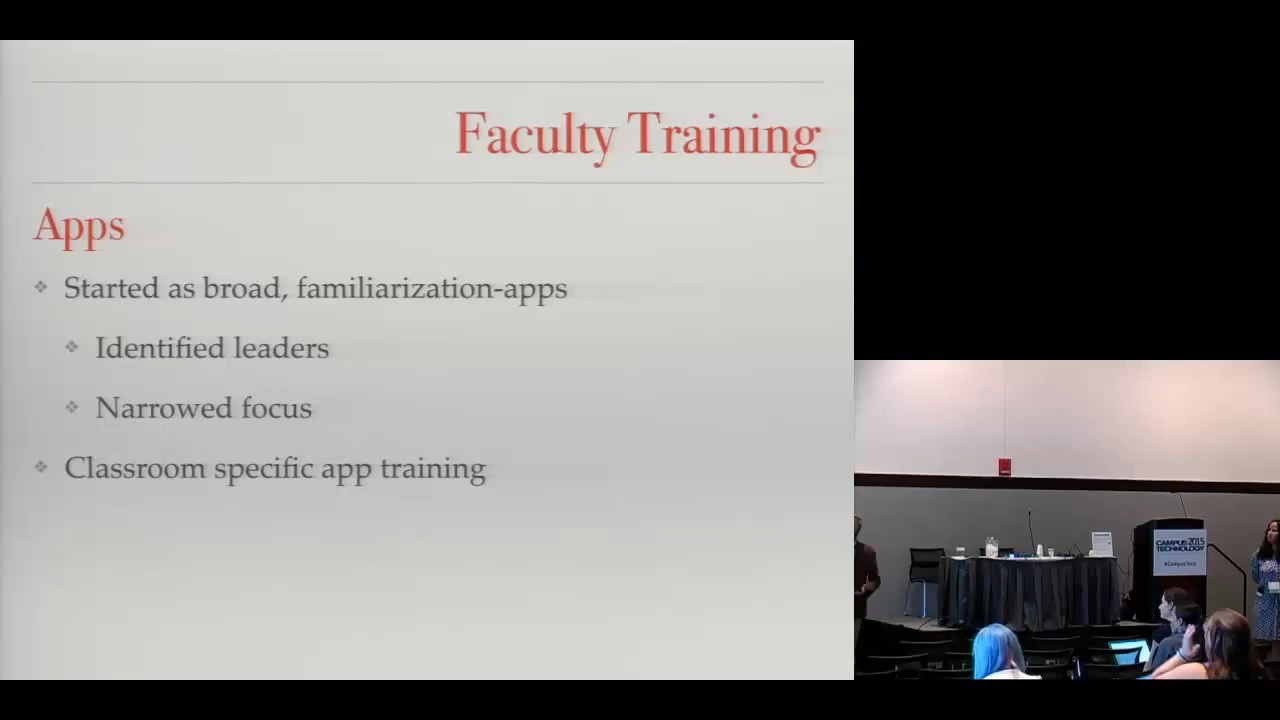 Faculty Training
Apps
Started as broad, familiarization-apps
Identified leaders
Narrowed focus
Classroom specific app training
CAMPUS 2015
TECHNOLOGY
#CampusTech